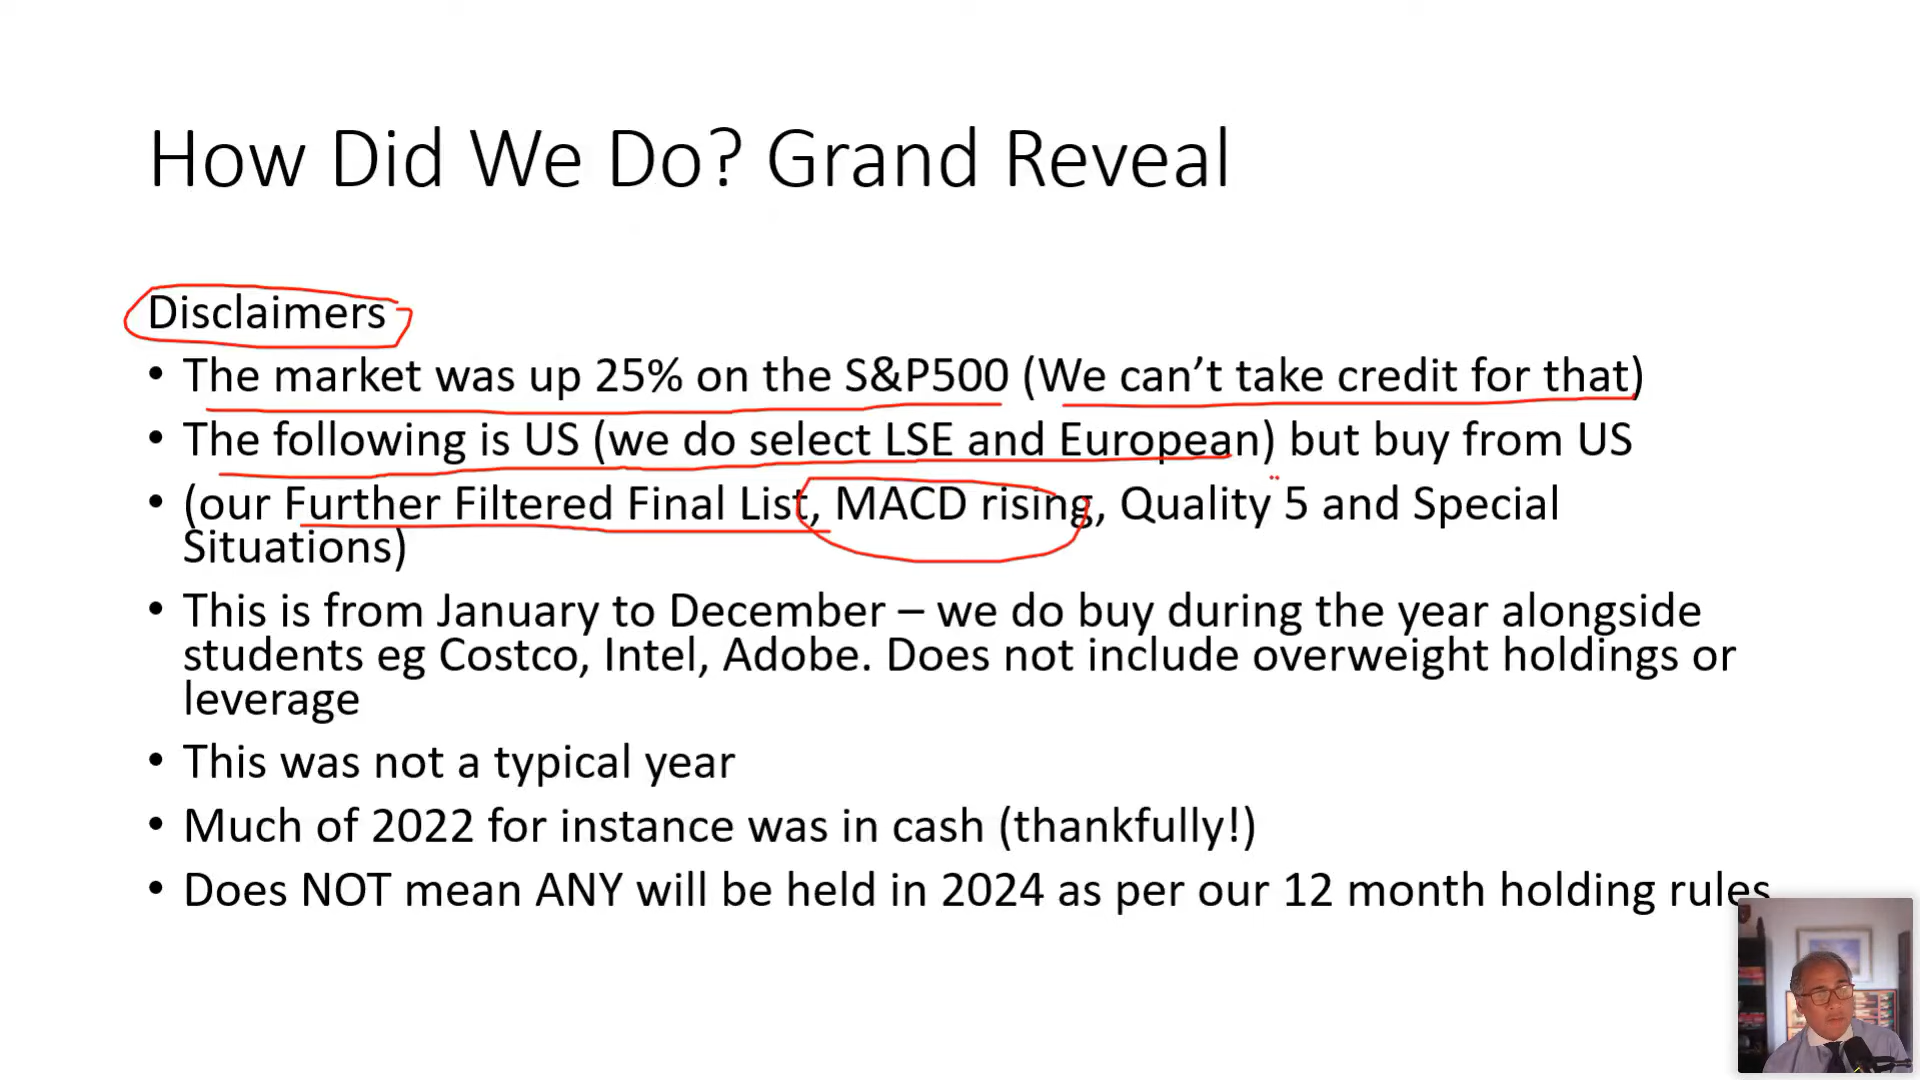 How Did We Do? Grand Reveal
Disclaimers
• The market was up 25% on the S&P500 (We can’t take credit for that)
• The following is US (we do select LSE and European) but buy from US
• (our Further Filtered Final List, MACD rising, Quality 5 and Special
Situations)
• This is from January to December – we do buy during the year alongside
students eg Costco, Intel, Adobe. Does not include overweight holdings or
leverage
• This was not a typical year
• Much of 2022 for instance was in cash (thankfully!)
• Does NOT mean ANY will be held in 2024 as per our 12 month holding rules